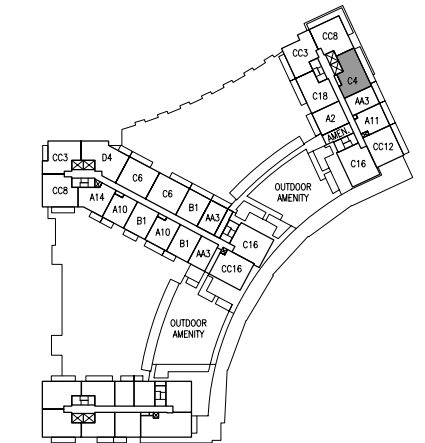 CC8
CC3
C4
C18
AA3
A2
A11
AMEN.
CC12
C16
OUTDOOR
AMENITY
CC3
D4
C6
C6
CC8
A14
B1
A10
AA3
B1
A10
B1
C16
AA3
CC16
OUTDOOR
AMENITY